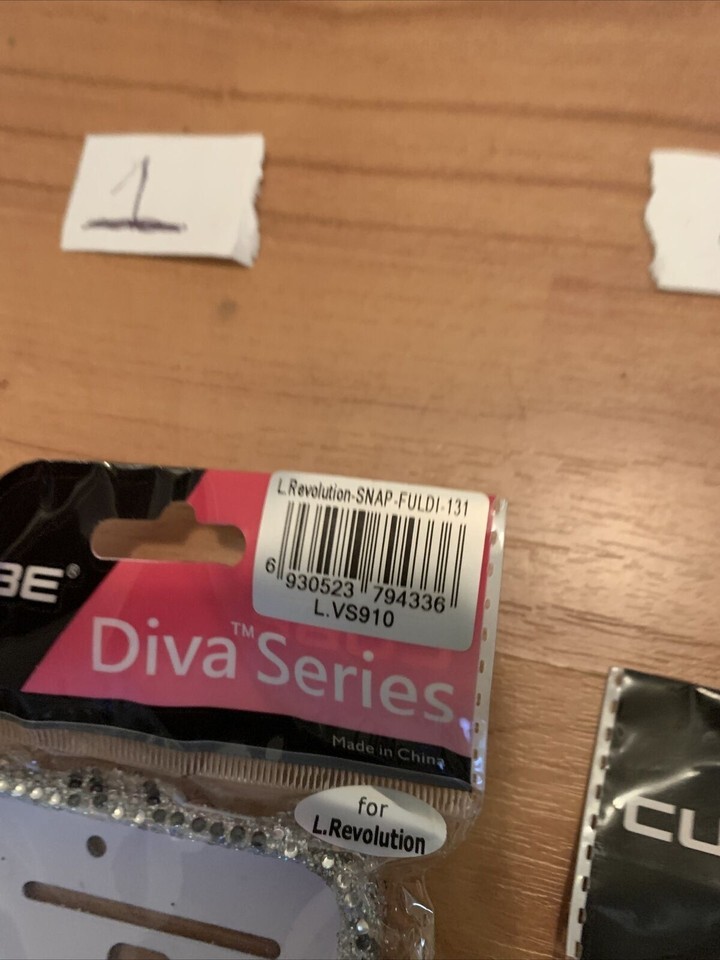 1
L.Revolution-SNAP-FULDI-131
6 930523 794336
L.VS910
BE®
Diva™ Series
Made in China
for
L.Revolution
CU